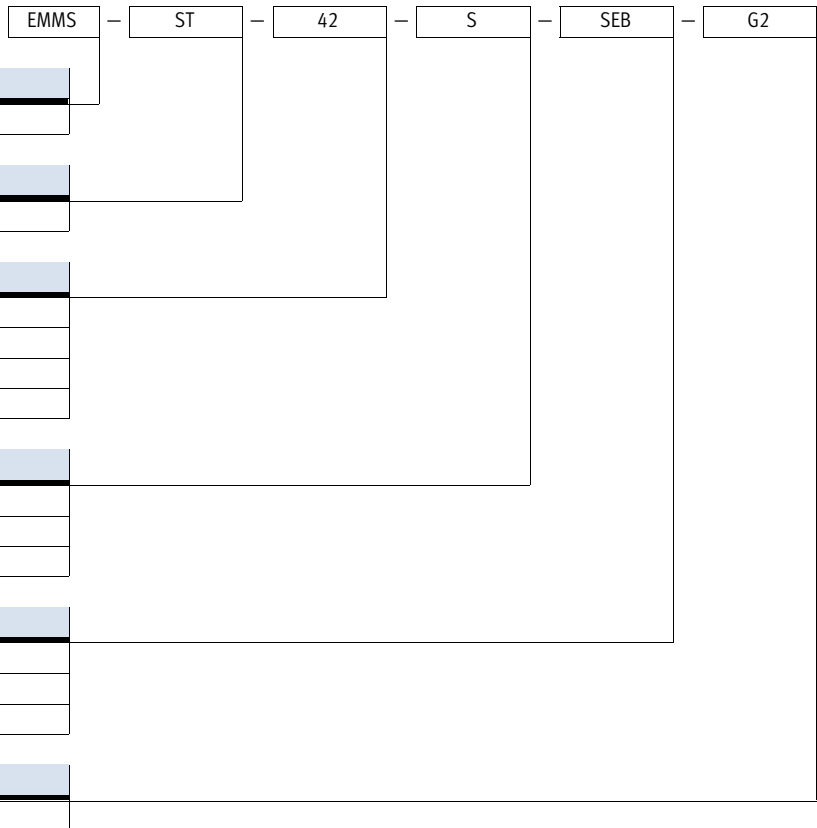 EMMS – ST – 42 – S – SEB – G2